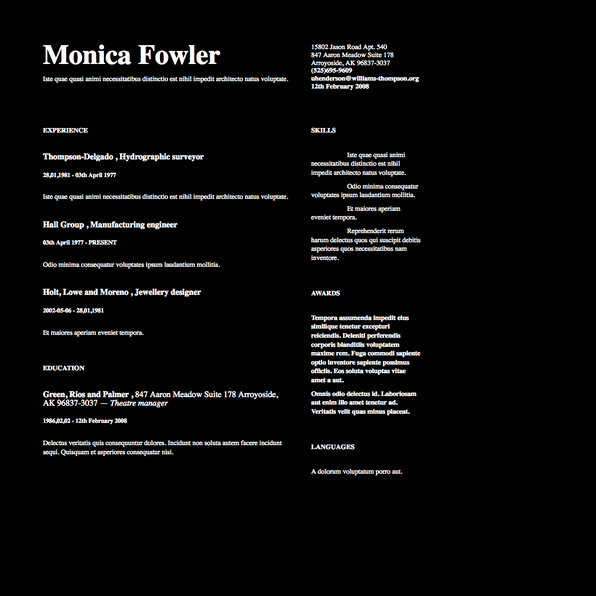 Monica Fowler
Iste quae quasi animi necessitatibus distinctio est nihil impedit architecto natus voluptate.
15802 Jason Road Apt. 540
847 Aaron Meadow Suite 178
Arroyoside, AK 96837-3037
(525)695-9609
uhenderson@williams-thompson.org
12th February 2008
EXPERIENCE
Thompson-Delgado , Hydrographic surveyor
28,01,1981 - 03th April 1977
Iste quae quasi animi necessitatibus distinctio est nihil impedit architecto natus voluptate.
Hall Group , Manufacturing engineer
03th April 1977 - PRESENT
Odio minima consequatur voluptates ipsum laudantium mollitia.
Holt, Lowe and Moreno , Jewellery designer
2002-05-06 - 28,01,1981
Et maiores aperiam eveniet tempora.
EDUCATION
Green, Rios and Palmer , 847 Aaron Meadow Suite 178 Arroyoside,
AK 96837-3037 — Theatre manager
1986,02,02 - 12th February 2008
Delectus veritatis quis consequuntur dolores. Incidunt non soluta autem facere incidunt
sequi. Quisquam et asperiores consequatur nisi.
SKILLS
Iste quae quasi animi
necessitatibus distinctio est nihil
impedit architecto natus voluptate.
Odio minima consequatur
voluptates ipsum laudantium mollitia.
Et maiores aperiam
eveniet tempora.
Reprehenderit rerum
harum delectus quos qui suscipit debitis
asperiores quos necessitatibus nam
inventore.
AWARDS
Tempora assumenda impedit eius
similique tenetur excepturi
reiciendis. Deleniti perferendis
corporis blanditiis voluptatem
maxime rem. Fuga commodi sapiente
optio inventore sapiente possimus
officiis. Eos soluta voluptas vitae
amet a aut.
Omnis odio delectus id. Laboriosam
aut enim illo amet tenetur ad.
Veritatis velit quas minus placeat.
LANGUAGES
A dolorum voluptatum porro aut.